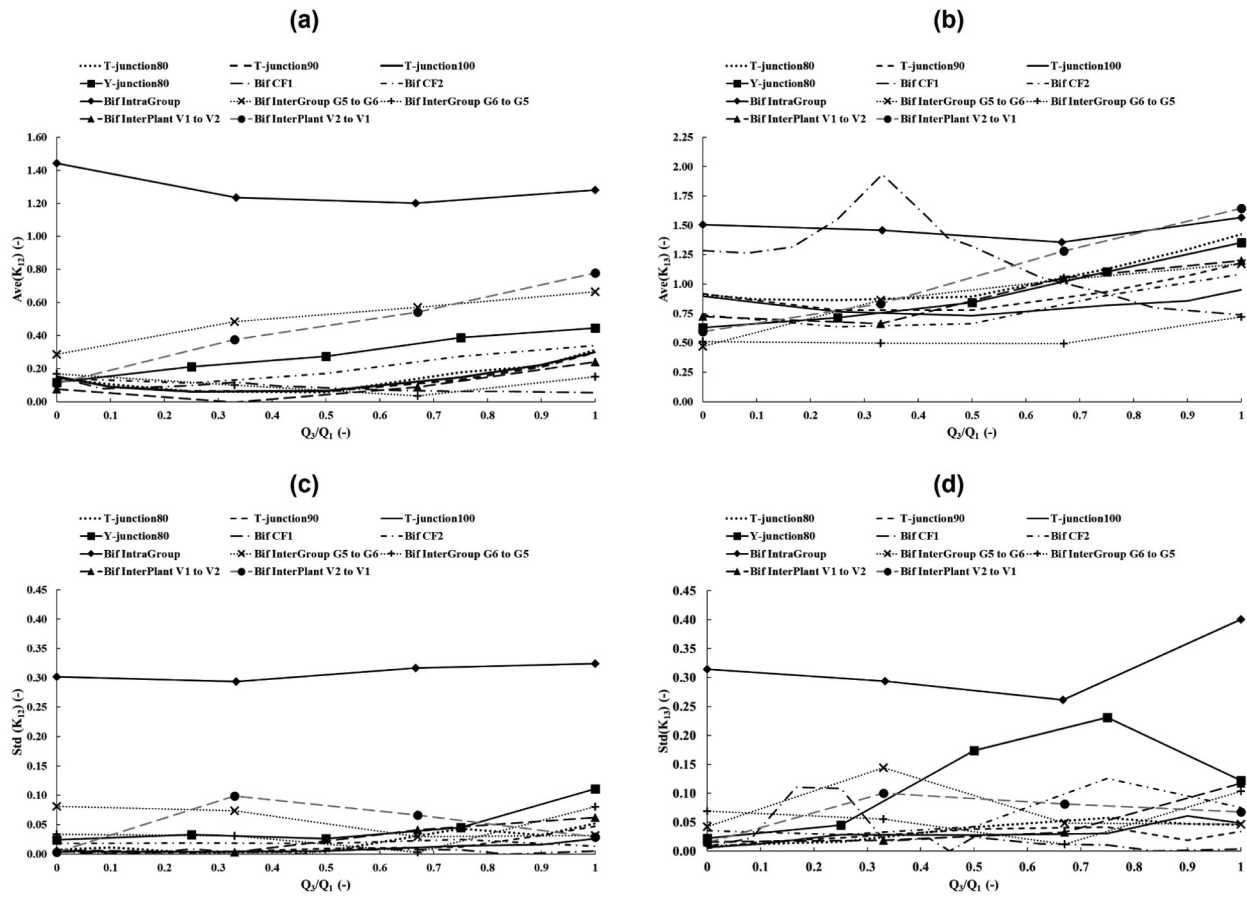 (a)
T-junction80 T-junction90 T-junction100
Y-junction80 Bif CF1 Bif CF2
Bif IntraGroup Bif InterGroup G5 to G6 Bif InterGroup G6 to G5
Bif InterPlant V1 to V2 Bif InterPlant V2 to V1
1.60
1.40
1.20
1.00
0.80
0.60
0.40
0.20
0.00
Ave(K12) (-)
0 0.1 0.2 0.3 0.4 0.5 0.6 0.7 0.8 0.9 1
Q3/Q1 (-)
(b)
T-junction80 T-junction90 T-junction100
Y-junction80 Bif CF1 Bif CF2
Bif IntraGroup Bif InterGroup G5 to G6 Bif InterGroup G6 to G5
Bif InterPlant V1 to V2 Bif InterPlant V2 to V1
2.25
2.00
1.75
1.50
1.25
1.00
0.75
0.50
0.25
0.00
Ave(K13) (-)
0 0.1 0.2 0.3 0.4 0.5 0.6 0.7 0.8 0.9 1
Q3/Q1 (-)
(c)
T-junction80 T-junction90 T-junction100
Y-junction80 Bif CF1 Bif CF2
Bif IntraGroup Bif InterGroup G5 to G6 Bif InterGroup G6 to G5
Bif InterPlant V1 to V2 Bif InterPlant V2 to V1
0.45
0.40
0.35
0.30
0.25
0.20
0.15
0.10
0.05
0.00
Std (K12) (-)
0 0.1 0.2 0.3 0.4 0.5 0.6 0.7 0.8 0.9 1
Q3/Q1 (-)
(d)
T-junction80 T-junction90 T-junction100
Y-junction80 Bif CF1 Bif CF2
Bif IntraGroup Bif InterGroup G5 to G6 Bif InterGroup G6 to G5
Bif InterPlant V1 to V2 Bif InterPlant V2 to V1
0.45
0.40
0.35
0.30
0.25
0.20
0.15
0.10
0.05
0.00
Std(K13) (-)
0 0.1 0.2 0.3 0.4 0.5 0.6 0.7 0.8 0.9 1
Q3/Q1 (-)